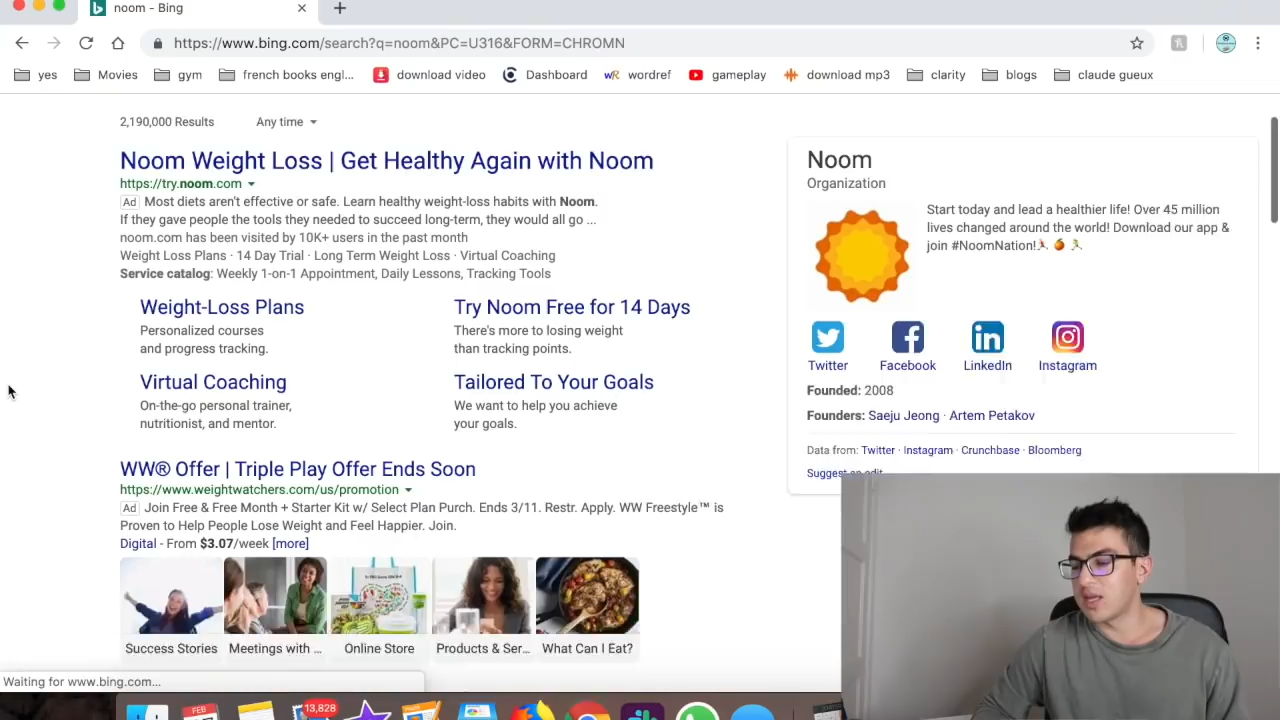 noom - Bing
https://www.bing.com/search?q=noom&PC=U316&FORM=CHROMN
yes
Movies
gym
french books engl...
download video
Dashboard
wordref
gameplay
download mp3
clarity
blogs
claude gueux
2,190,000 Results
Any time
Noom Weight Loss | Get Healthy Again with Noom
https://try.noom.com
Ad Most diets aren't effective or safe. Learn healthy weight-loss habits with Noom.
If they gave people the tools they needed to succeed long-term, they would all go ...
noom.com has been visited by 10K+ users in the past month
Weight Loss Plans · 14 Day Trial · Long Term Weight Loss · Virtual Coaching
Service catalog: Weekly 1-on-1 Appointment, Daily Lessons, Tracking Tools
Weight-Loss Plans
Personalized courses
and progress tracking.
Try Noom Free for 14 Days
There's more to losing weight
than tracking points.
Virtual Coaching
On-the-go personal trainer,
nutritionist, and mentor.
Tailored To Your Goals
We want to help you achieve
your goals.
WW® Offer | Triple Play Offer Ends Soon
https://www.weightwatchers.com/us/promotion
Ad Join Free & Free Month + Starter Kit w/ Select Plan Purch. Ends 3/11. Restr. Apply. WW Freestyle™ is
Proven to Help People Lose Weight and Feel Happier. Join.
Digital - From $3.07/week [more]
Success Stories
Meetings with ...
Online Store
Products & Ser...
What Can I Eat?
Noom
Organization
Start today and lead a healthier life! Over 45 million
lives changed around the world! Download our app &
join #NoomNation!🏃🍎🏃
Twitter
Facebook
LinkedIn
Instagram
Founded: 2008
Founders: Saeju Jeong · Artem Petakov
Data from: Twitter · Instagram · Crunchbase · Bloomberg
Suggest an edit
Waiting for www.bing.com...
FEB
13,828